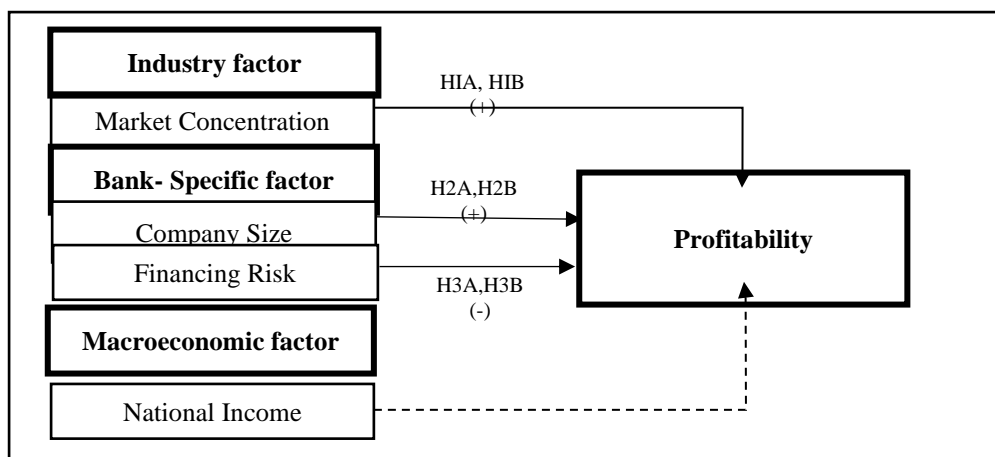 Industry factor
HIA, HIB
(+)
Market Concentration
Bank- Specific factor
H2A,H2B
(+)
Company Size
Profitability
Financing Risk
H3A,H3B
(-)
Macroeconomic factor
National Income